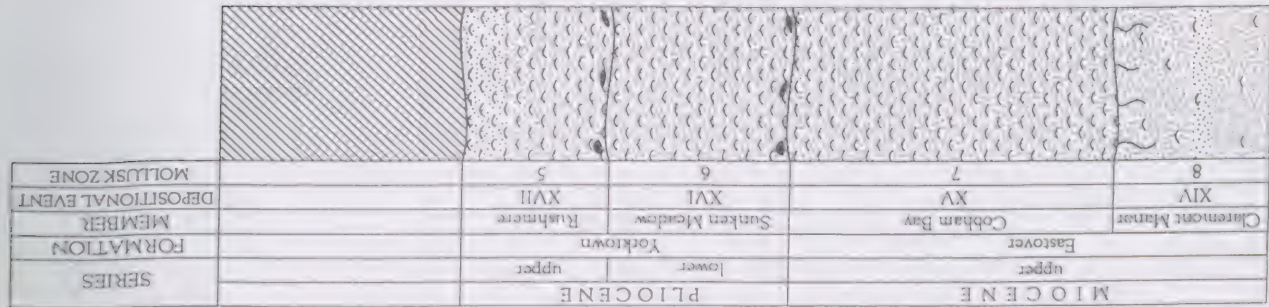 SERIES PLIOCENE MIOCENE
upper lower upper
FORMATION Yorktown Eastover
MEMBER Rushmere Sunken Meadow Cobham Bay Claremont Manor
DEPOSITIONAL EVENT XVII XVI XV XIV
MOLLUSK ZONE 5 6 7 8